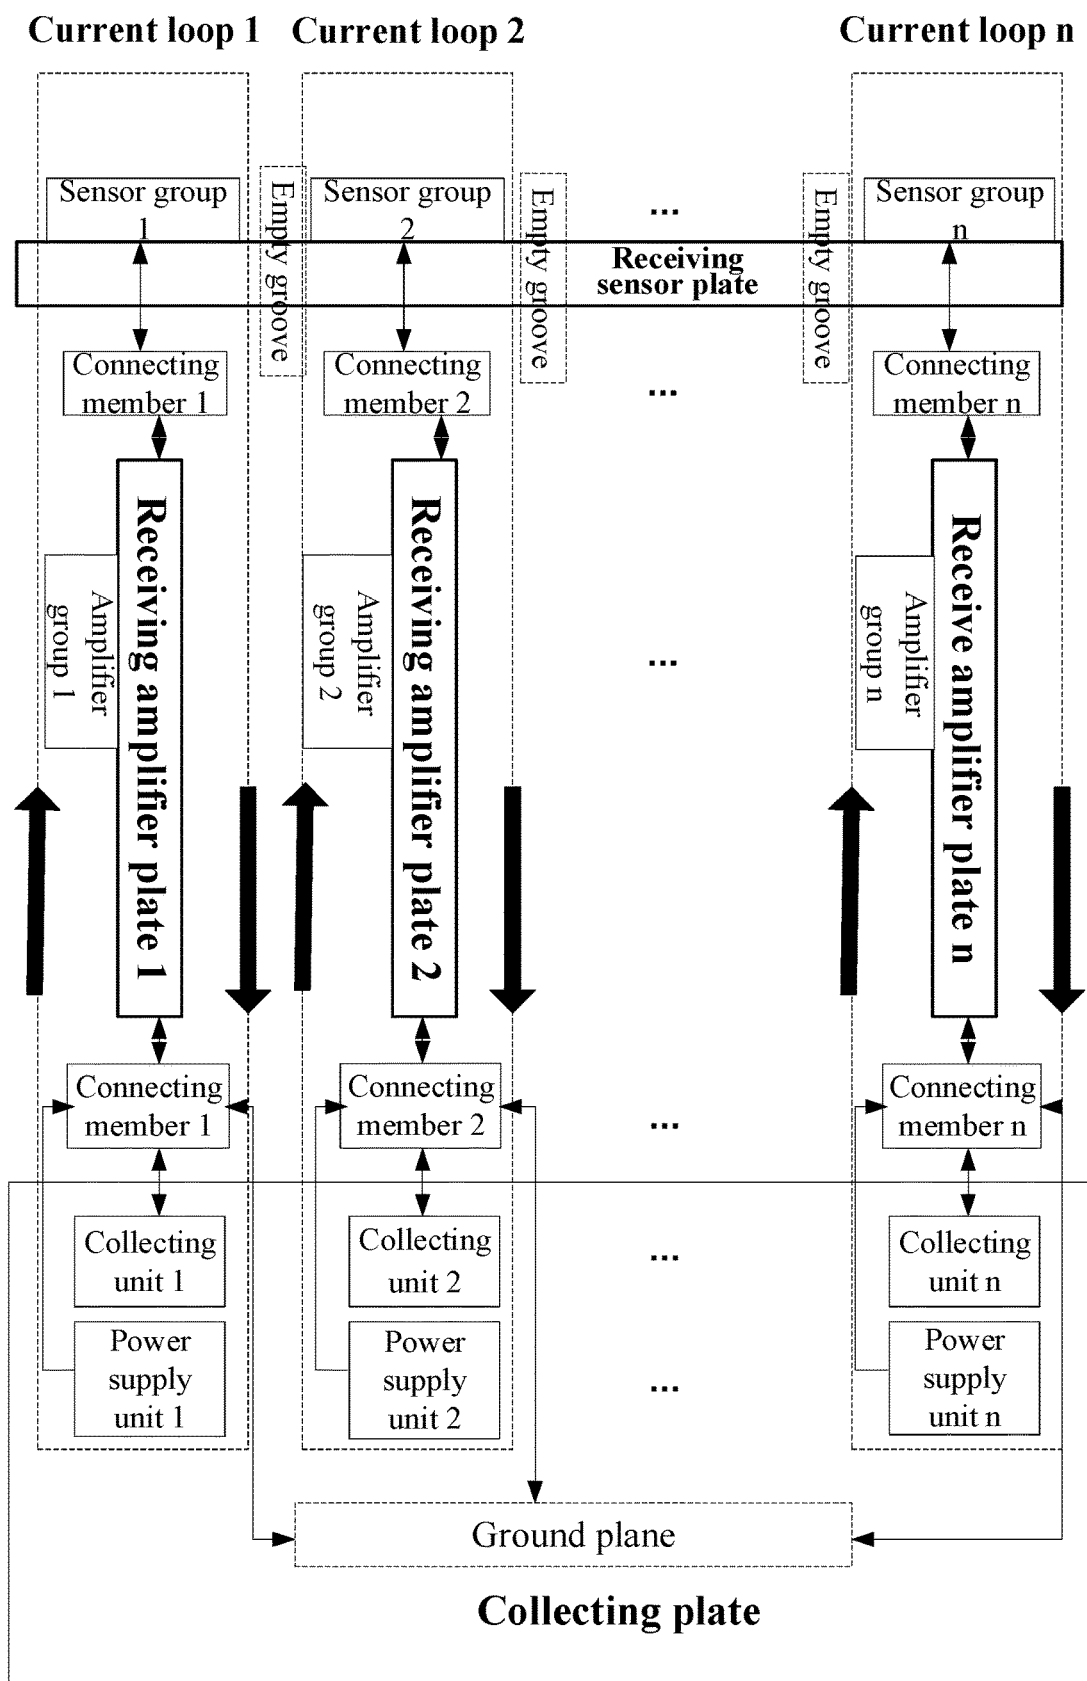 Current loop 1
Current loop 2
Current loop n
Sensor group
1
Empty groove
Sensor group
2
Empty groove
...
Empty groove
Sensor group
n
Receiving
sensor plate
Connecting
member 1
Connecting
member 2
...
Connecting
member n
Receiving amplifier plate 1
Amplifier
group 1
Receiving amplifier plate 2
Amplifier
group 2
...
Receive amplifier plate n
Amplifier
group n
Connecting
member 1
Connecting
member 2
...
Connecting
member n
Collecting
unit 1
Collecting
unit 2
...
Collecting
unit n
Power
supply
unit 1
Power
supply
unit 2
...
Power
supply
unit n
Ground plane
Collecting plate